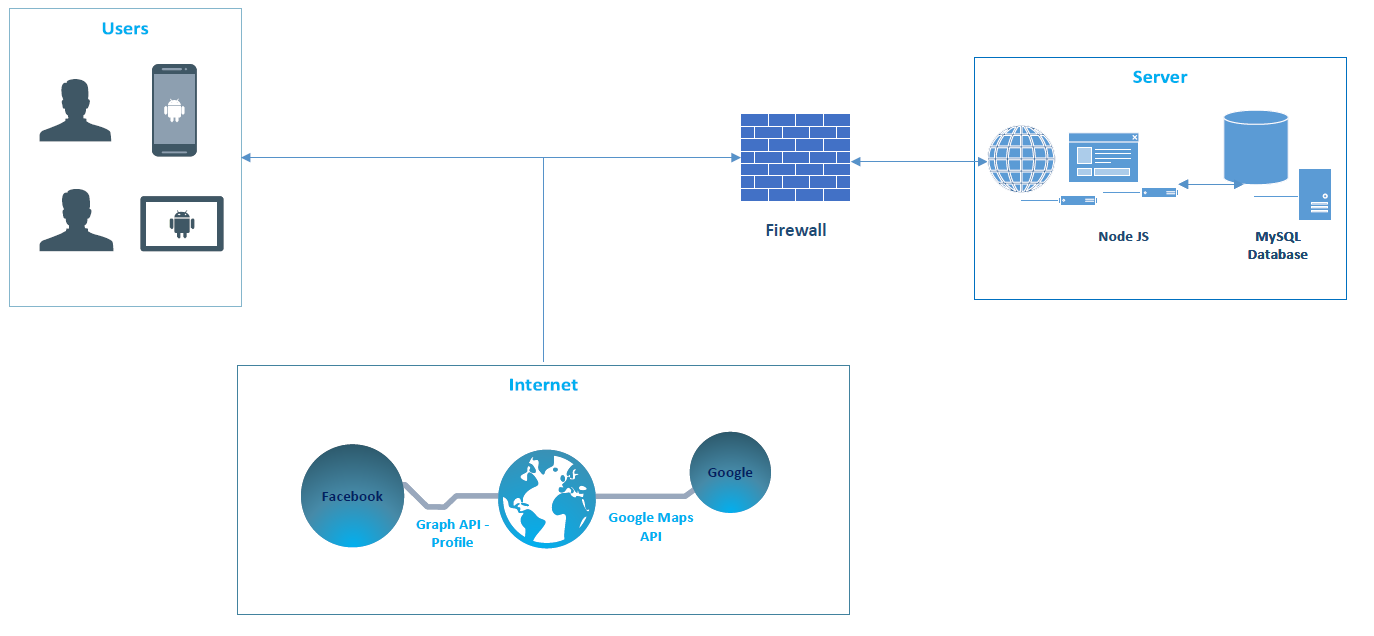 Users
Server
Firewall
Node JS
MySQL
Database
Internet
Facebook
Graph API -
Profile
Google Maps
API
Google